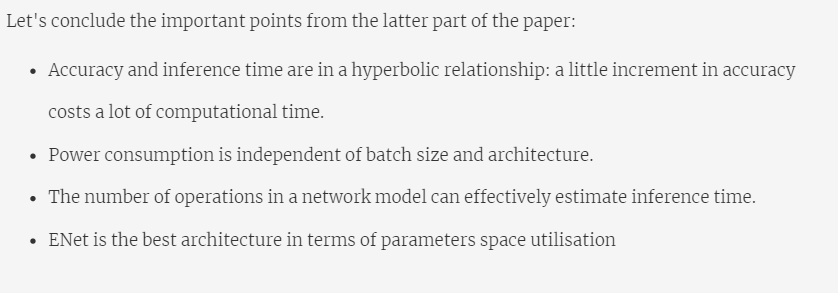 Let's conclude the important points from the latter part of the paper:
• Accuracy and inference time are in a hyperbolic relationship: a little increment in accuracy
costs a lot of computational time.
• Power consumption is independent of batch size and architecture.
• The number of operations in a network model can effectively estimate inference time.
• ENet is the best architecture in terms of parameters space utilisation